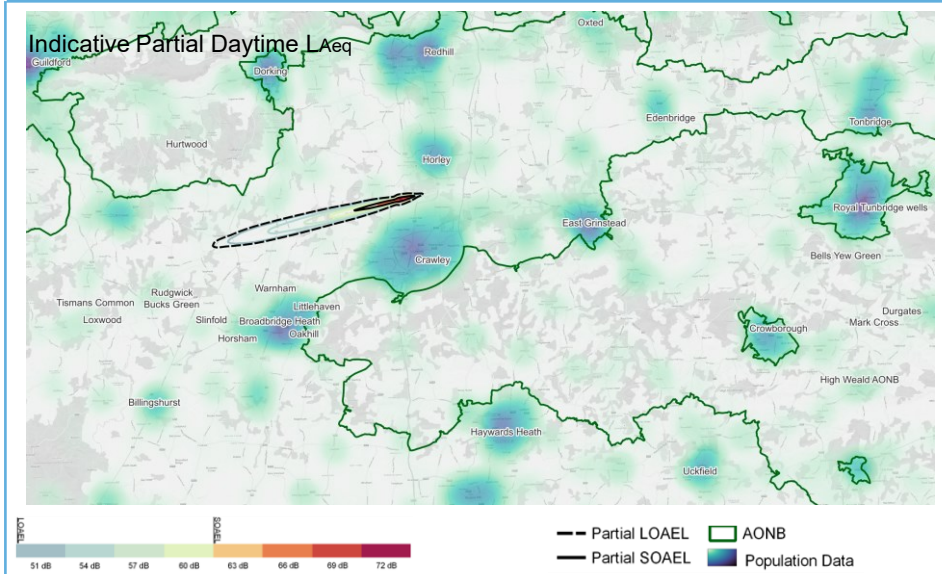 Indicative Partial Daytime LAeq
Oxted
Guildford
Redhill
Dorking
Edenbridge
Tonbridge
Hurtwood
Horley
Royal Tunbridge wells
East Grinstead
Crawley
Bells Yew Green
Tismans Common
Rudgwick
Bucks Green
Warnham
Littlehaven
Loxwood
Slinfold
Broadbridge Heath
Oakhill
Horsham
Durgates
Mark Cross
Crowborough
High Weald AONB
Billingshurst
Haywards Heath
Uckfield
LOAEL
SOAEL
51 dB
54 dB
57 dB
60 dB
63 dB
66 dB
69 dB
72 dB
Partial LOAEL
AONB
Partial SOAEL
Population Data